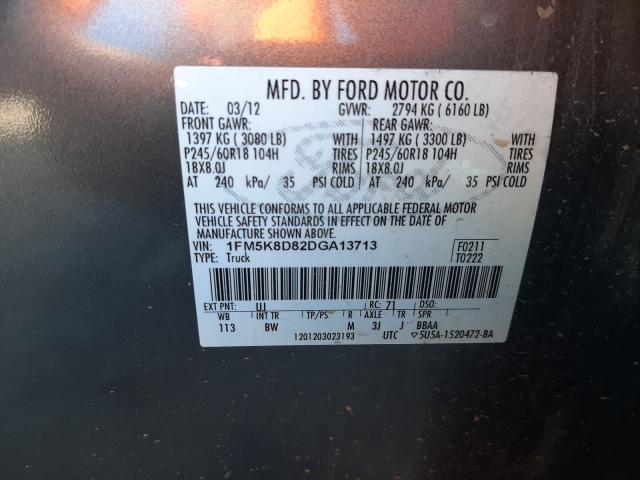 MFD. BY FORD MOTOR CO.
DATE: 03/12 GVWR: 2794 KG ( 6160 LB)
FRONT GAWR: REAR GAWR:
1397 KG ( 3080 LB) WITH 1497 KG ( 3300 LB) WITH
P245/60R18 104H TIRES P245/60R18 104H TIRES
18X8.0J RIMS 18X8.0J RIMS
AT 240 kPa/ 35 PSI COLD AT 240 kPa/ 35 PSI COLD
THIS VEHICLE CONFORMS TO ALL APPLICABLE FEDERAL MOTOR
VEHICLE SAFETY STANDARDS IN EFFECT ON THE DATE OF
MANUFACTURE SHOWN ABOVE.
VIN: 1FM5K8D82DGA13713 F0211
TYPE: Truck T0222
EXT PNT: UJ RC: 71 DSO:
WB INT TR TP/PS R AXLE TR SPR
113 BW M 3J J BBAA
1201203023193 UTC ▽5U5A-1520472-BA